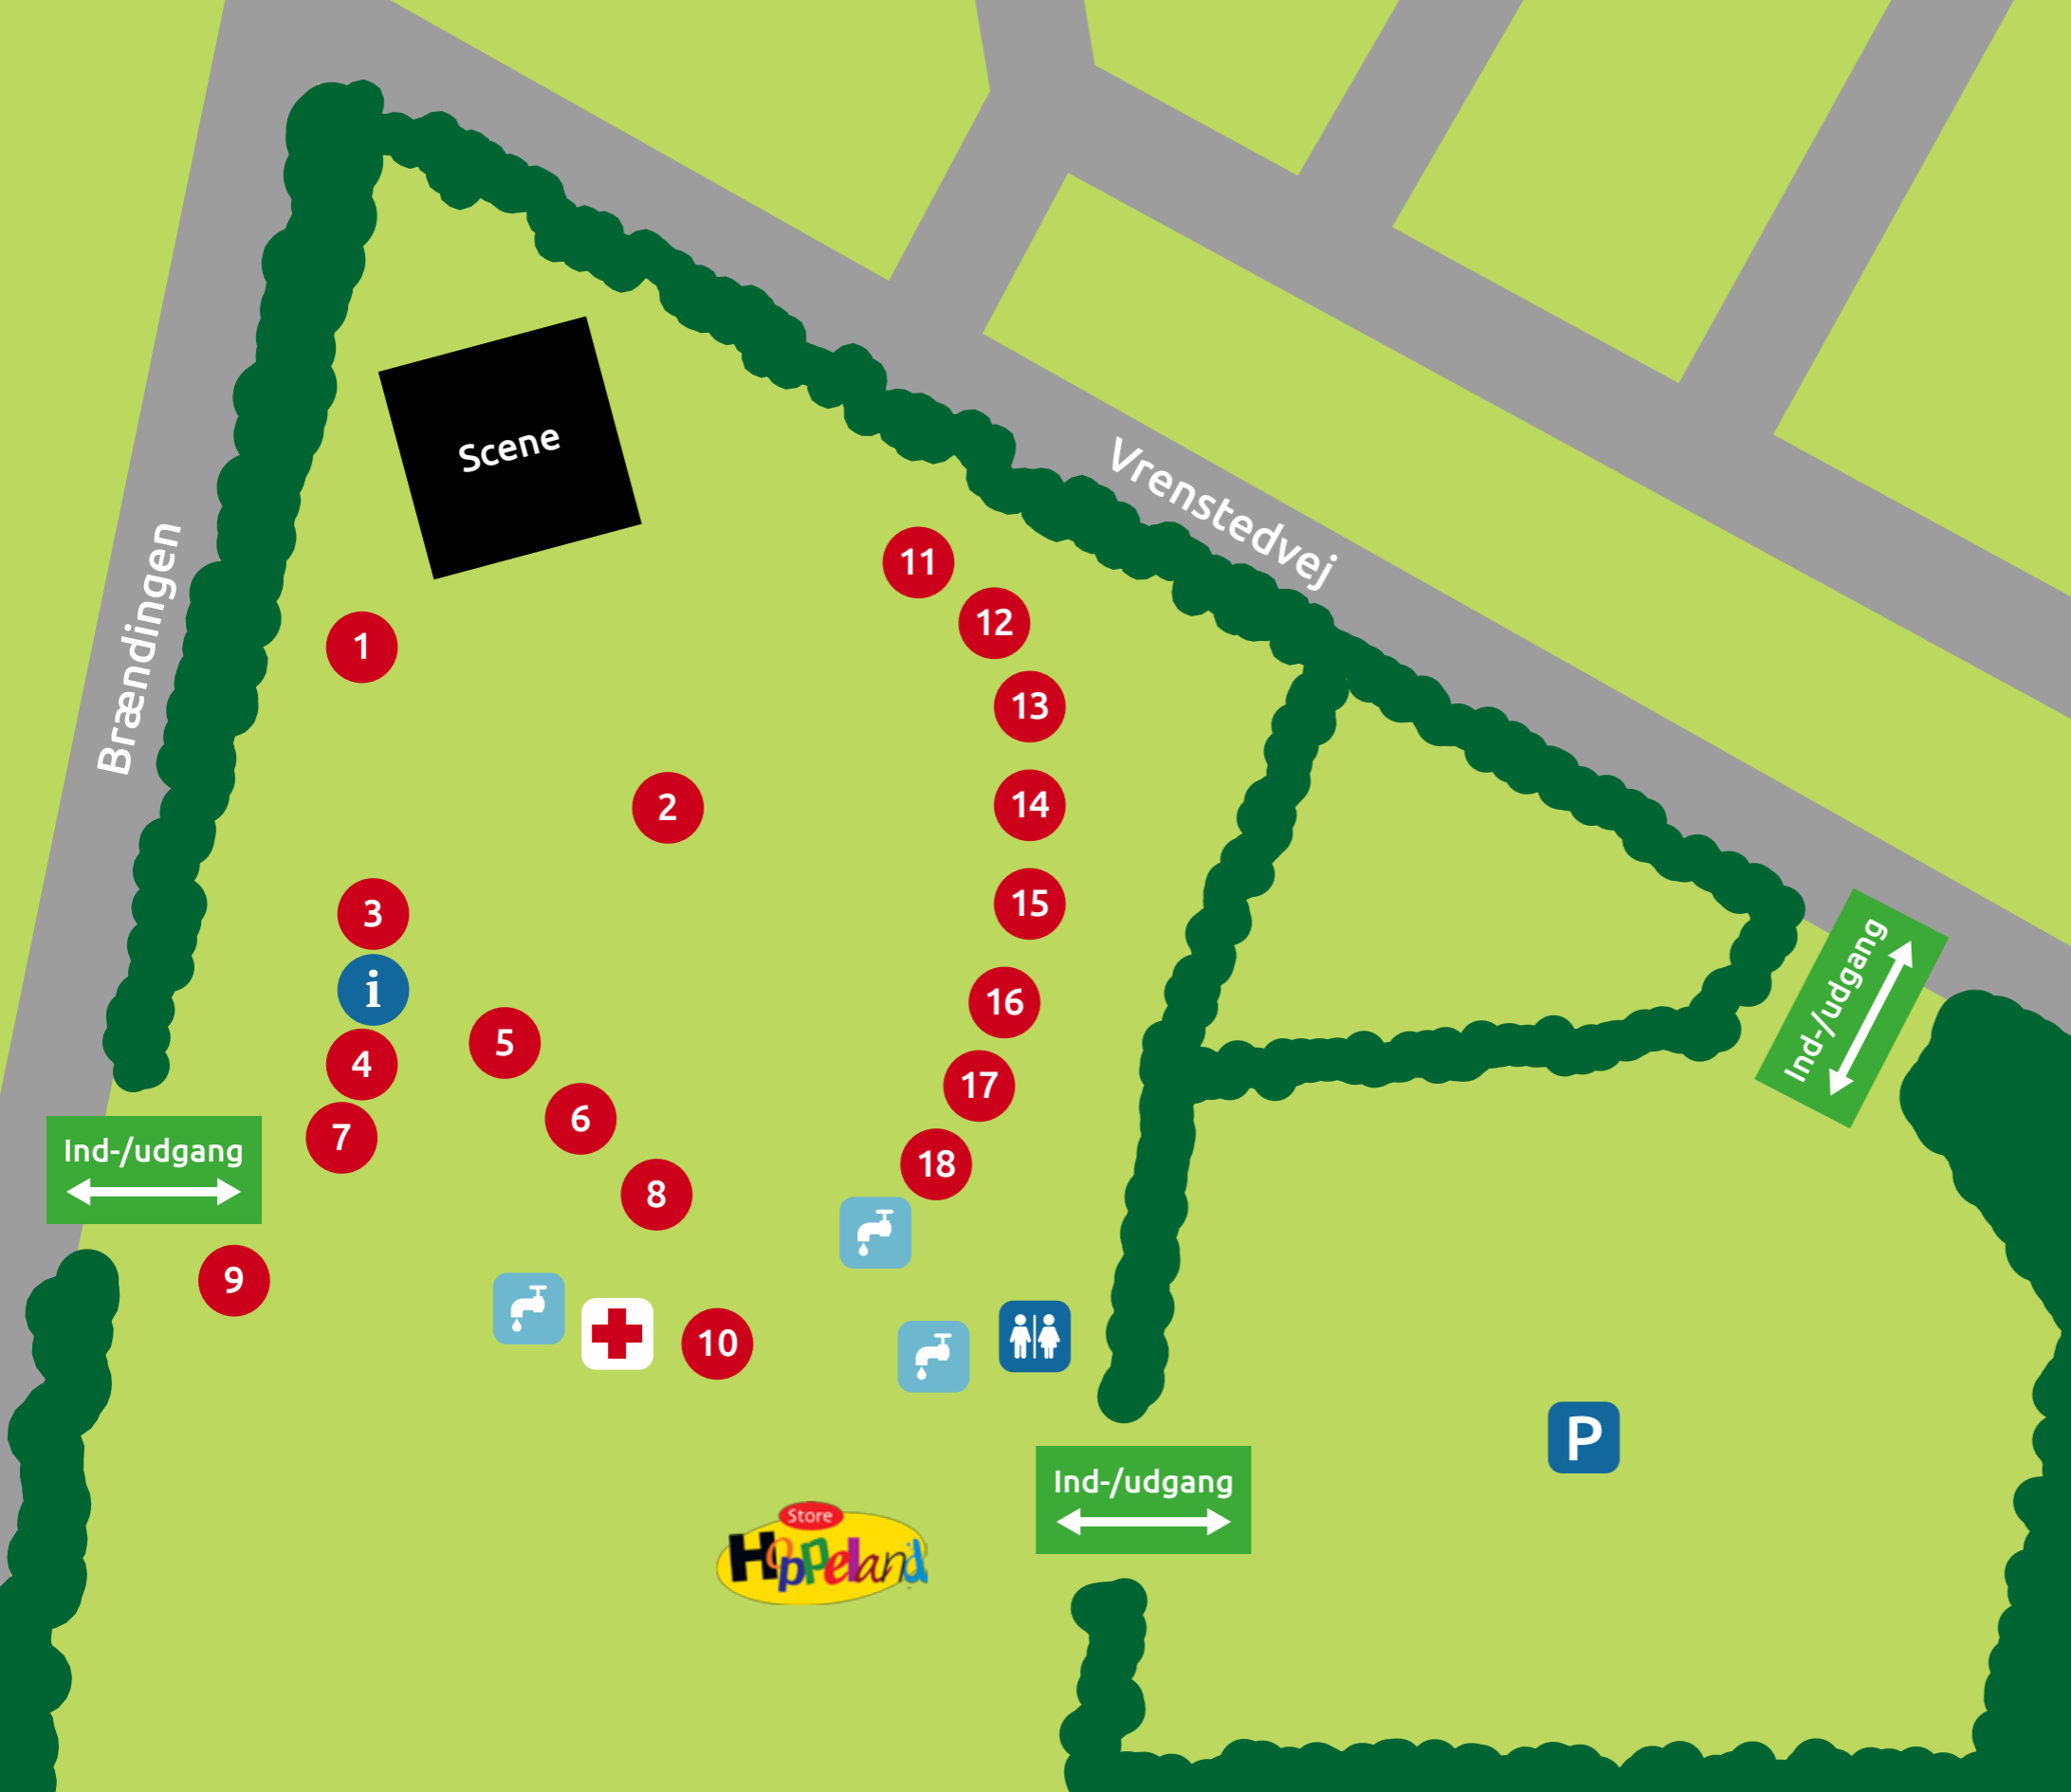 Scene
Vrenstedvej
Brændingen
11
12
1
13
2
14
15
3
i
16
Ind-/udgang
5
4
17
6
7
18
Ind-/udgang
8
9
10
P
Ind-/udgang
Store
Hoppeland